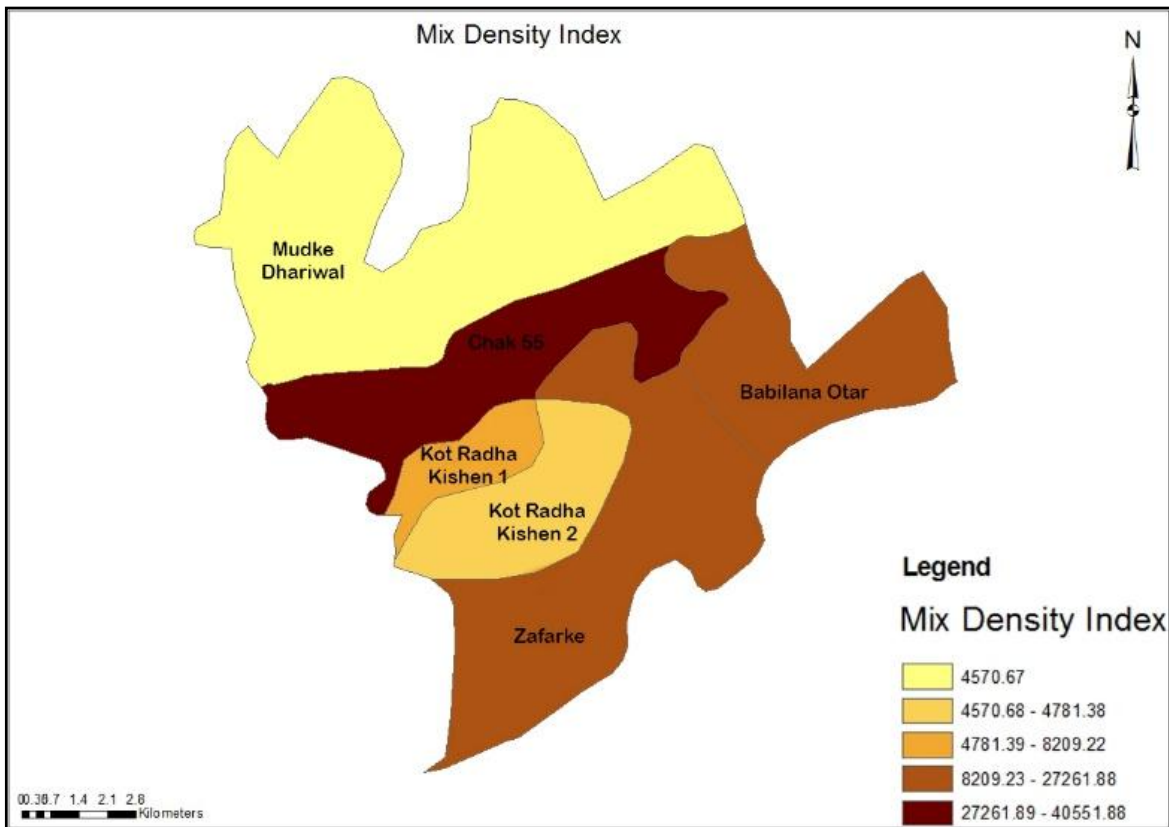 Mix Density Index
N
Mudke
Dhariwal
Chak 55
Babilana Otar
Kot Radha
Kishen 1
Kot Radha
Kishen 2
Zafarke
Legend
Mix Density Index
4570.67
4570.68 - 4781.38
4781.39 - 8209.22
8209.23 - 27261.88
27261.89 - 40551.88
1.4 2.1 2.8
Kilometers